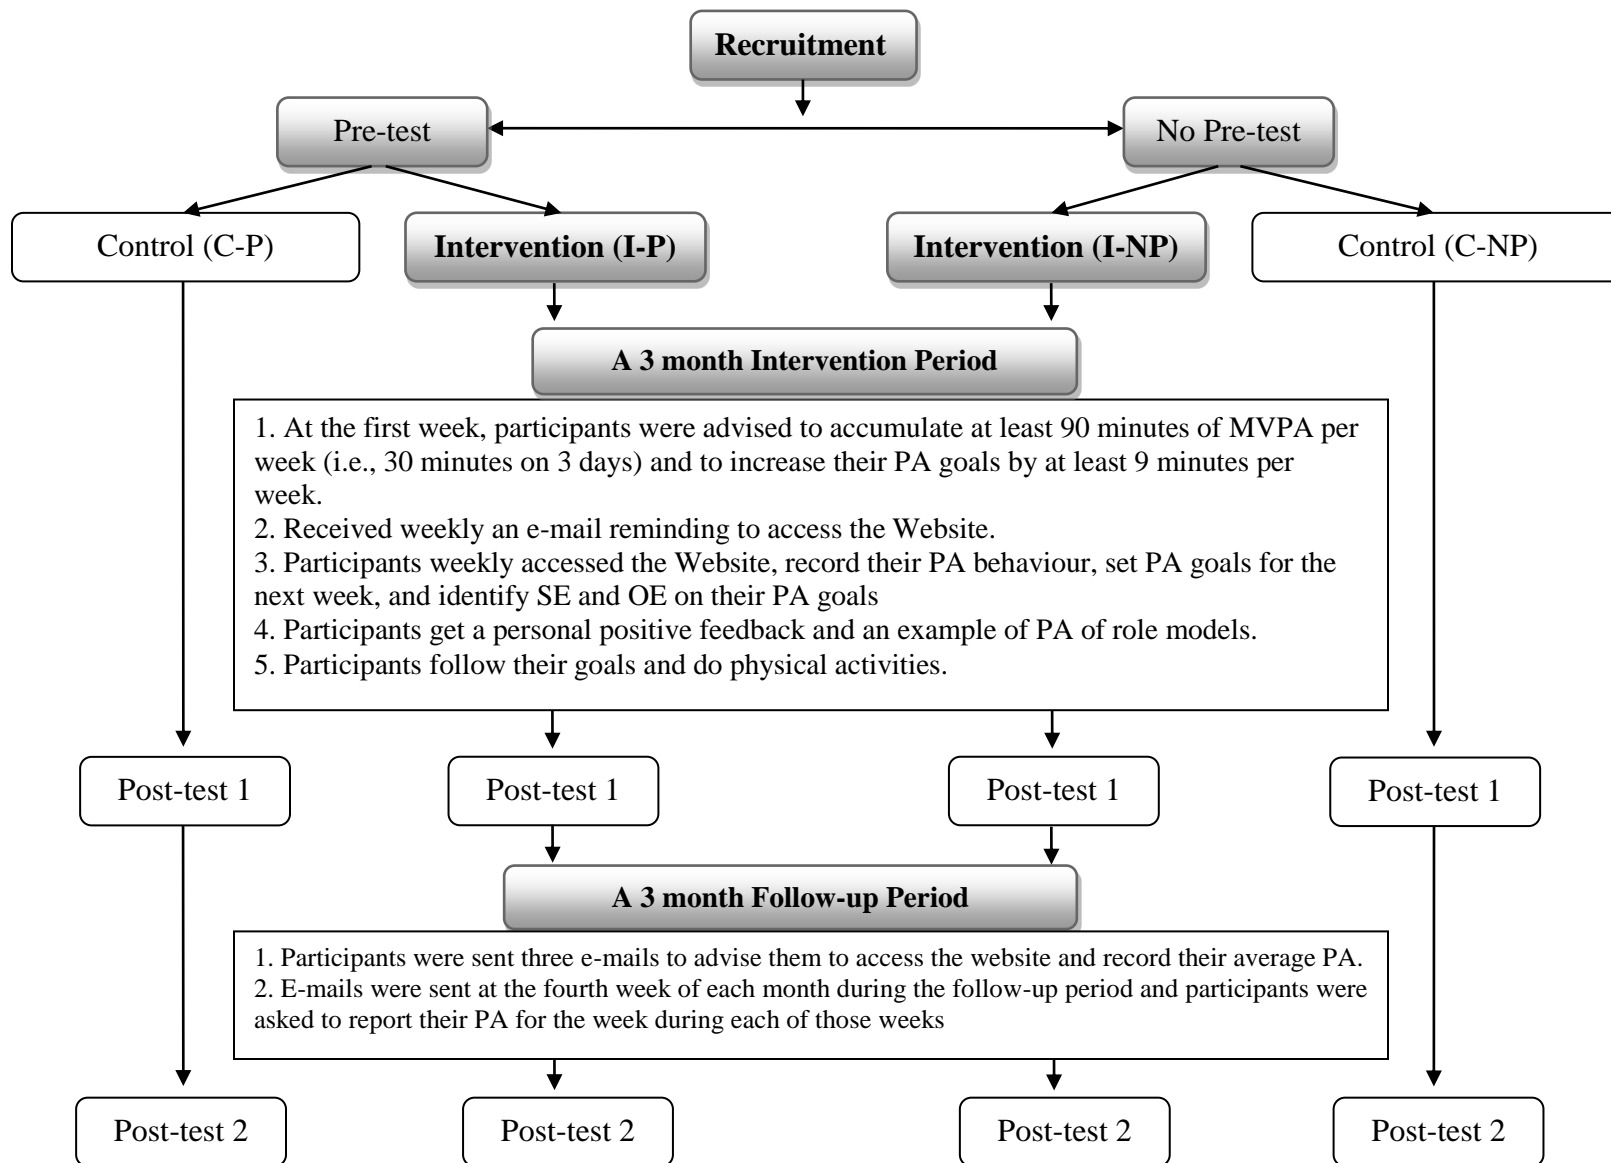 Recruitment
Pre-test
No Pre-test
Control (C-P)
Intervention (I-P)
Intervention (I-NP)
Control (C-NP)
A 3 month Intervention Period
1. At the first week, participants were advised to accumulate at least 90 minutes of MVPA per
week (i.e., 30 minutes on 3 days) and to increase their PA goals by at least 9 minutes per
week.
2. Received weekly an e-mail reminding to access the Website.
3. Participants weekly accessed the Website, record their PA behaviour, set PA goals for the
next week, and identify SE and OE on their PA goals
4. Participants get a personal positive feedback and an example of PA of role models.
5. Participants follow their goals and do physical activities.
Post-test 1
Post-test 1
Post-test 1
Post-test 1
A 3 month Follow-up Period
1. Participants were sent three e-mails to advise them to access the website and record their average PA.
2. E-mails were sent at the fourth week of each month during the follow-up period and participants were
asked to report their PA for the week during each of those weeks
Post-test 2
Post-test 2
Post-test 2
Post-test 2